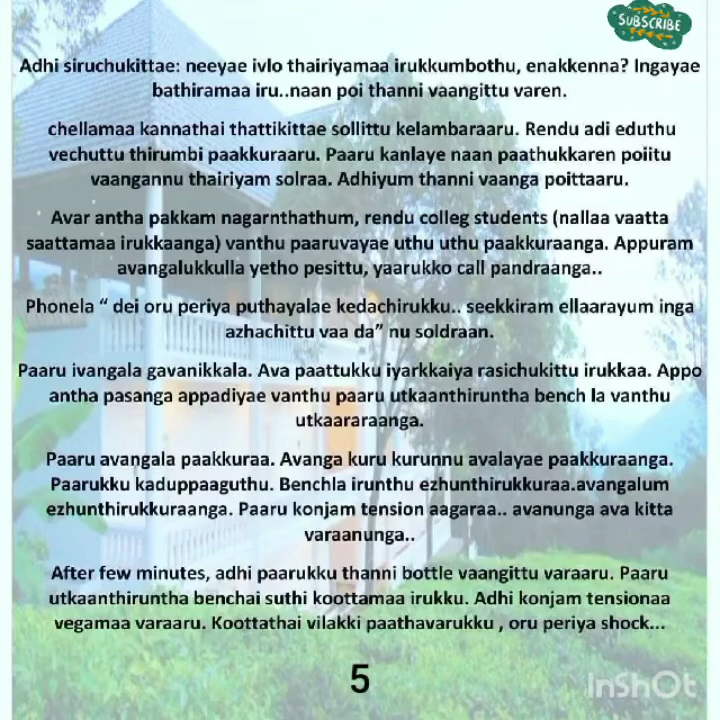 SUBSCRIBE
Adhi siruchukittae: neeyae ivlo thairiyamaa irukkumbothu, enakkenna? Ingayae
bathiramaa iru..naan poi thanni vaangittu varen.
chellamaa kannathai thattikittae sollittu kelambaraaru. Rendu adi eduthu
vechuttu thirumbi paakkuraaru. Paaru kanlaye naan paathukkaren poiitu
vaangannu thairiyam solraa. Adhiyum thanni vaanga poittaaru.
Avar antha pakkam nagarnthathum, rendu colleg students (nallaa vaatta
saattamaa irukkaanga) vanthu paaruvayae uthu uthu paakkuraanga. Appuram
avangalukkulla yetho pesittu, yaarukko call pandraanga..
Phonela “ dei oru periya puthayalae kedachirukku.. seekkiram ellaarayum inga
azhachittu vaa da” nu soldraan.
Paaru ivangala gavanikkala. Ava paattukku iyarkkaiya rasichukittu irukkaa. Appo
antha pasanga appadiyae vanthu paaru utkaanthiruntha bench la vanthu
utkaararaanga.
Paaru avangala paakkuraa. Avanga kuru kurunnu avalayae paakkuraanga.
Paarukku kaduppaaguthu. Benchla irunthu ezhunthirukkuraa.avangalum
ezhunthirukkuraanga. Paaru konjam tension aagaraa.. avanunga ava kitta
varaanunga..
After few minutes, adhi paarukku thanni bottle vaangittu varaaru. Paaru
utkaanthiruntha benchai suthi koottamaa irukku. Adhi konjam tensionaa
vegamaa varaaru. Koottathai vilakki paathavarukku , oru periya shock...
5
InShOt